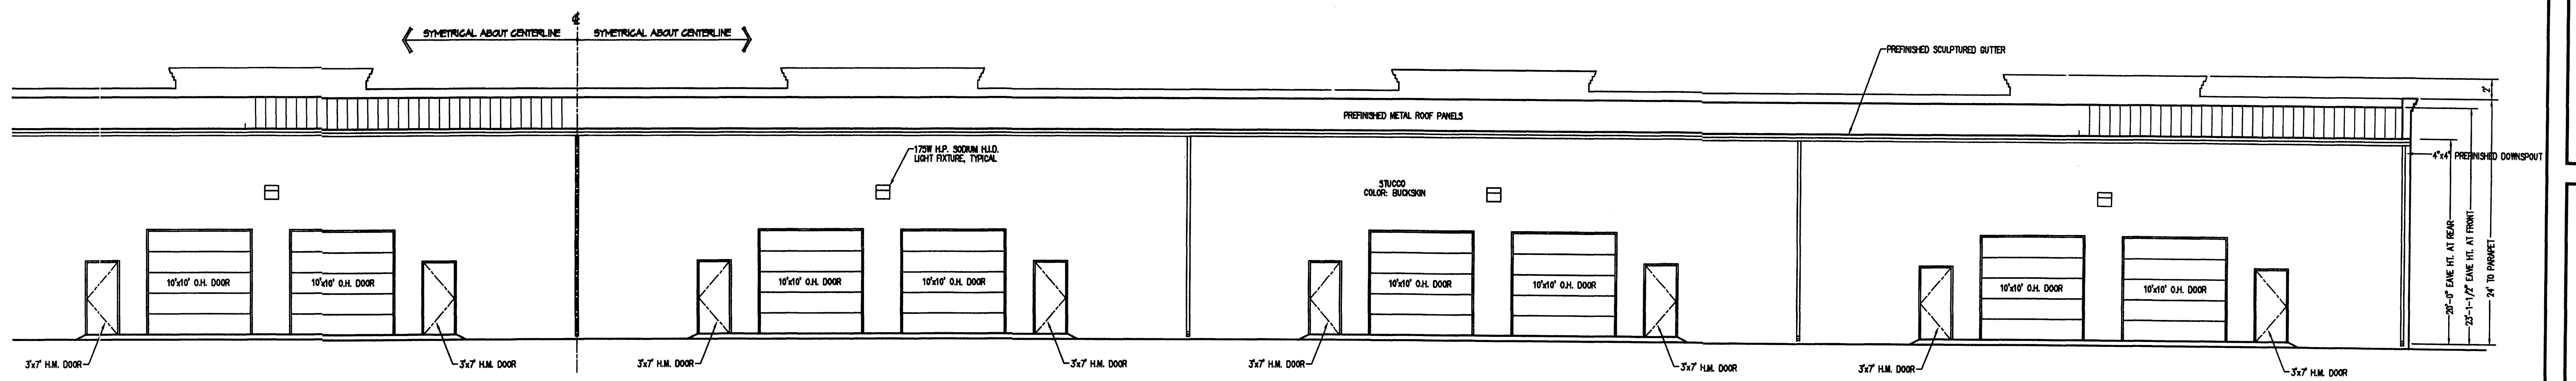 ℄
SYMETRICAL ABOUT CENTERLINE
SYMETRICAL ABOUT CENTERLINE
PREFINISHED SCULPTURED GUTTER
2'
PREFINISHED METAL ROOF PANELS
175W H.P. SODIUM H.I.D.
LIGHT FIXTURE, TYPICAL
4"x4" PREFINISHED DOWNSPOUT
STUCCO
COLOR: BUCKSKIN
20'-0" EAVE HT. AT REAR
23'-1-1/2" EAVE HT. AT FRONT
24' TO PARAPET
10'x10' O.H. DOOR
10'x10' O.H. DOOR
10'x10' O.H. DOOR
10'x10' O.H. DOOR
10'x10' O.H. DOOR
10'x10' O.H. DOOR
10'x10' O.H. DOOR
10'x10' O.H. DOOR
3'x7' H.M. DOOR
3'x7' H.M. DOOR
3'x7' H.M. DOOR
3'x7' H.M. DOOR
3'x7' H.M. DOOR
3'x7' H.M. DOOR
3'x7' H.M. DOOR
3'x7' H.M. DOOR